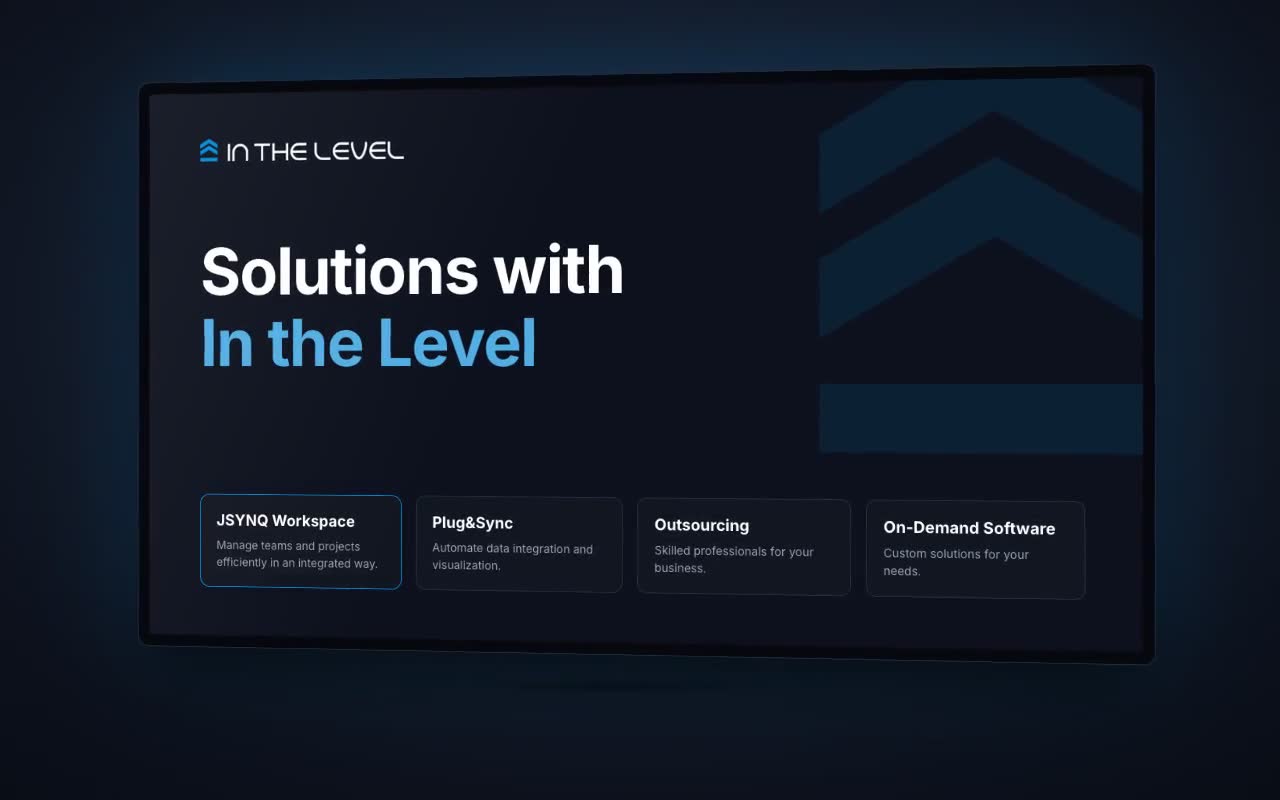 IN THE LEVEL
Solutions with
In the Level
JSYNQ Workspace
Manage teams and projects
efficiently in an integrated way.
Plug&Sync
Automate data integration and
visualization.
Outsourcing
Skilled professionals for your
business.
On-Demand Software
Custom solutions for your
needs.